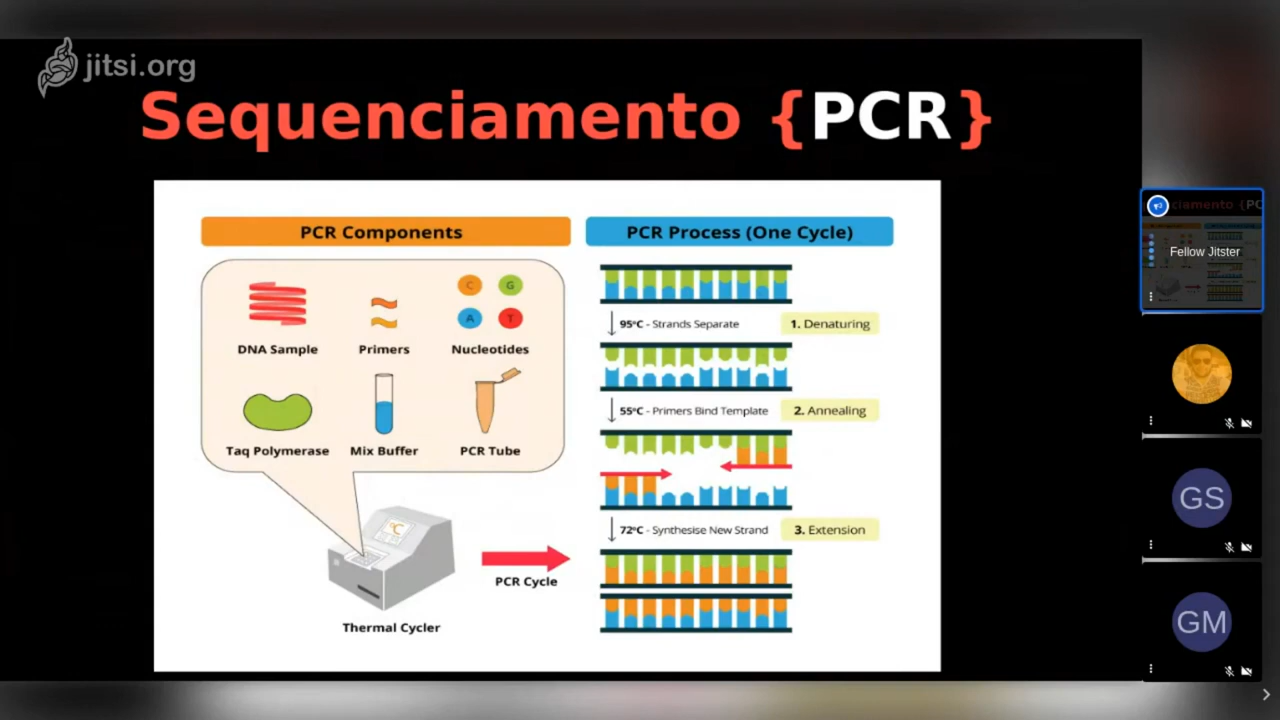 jitsi.org
Sequenciamento {PCR}
PCR Components
C
G
A
T
DNA Sample
Primers
Nucleotides
Taq Polymerase
Mix Buffer
PCR Tube
°C
Thermal Cycler
PCR Cycle
PCR Process (One Cycle)
95°C - Strands Separate
1. Denaturing
55°C - Primers Bind Template
2. Annealing
72°C - Synthesise New Strand
3. Extension
ciamento {PC
Fellow Jitster
GS
GM